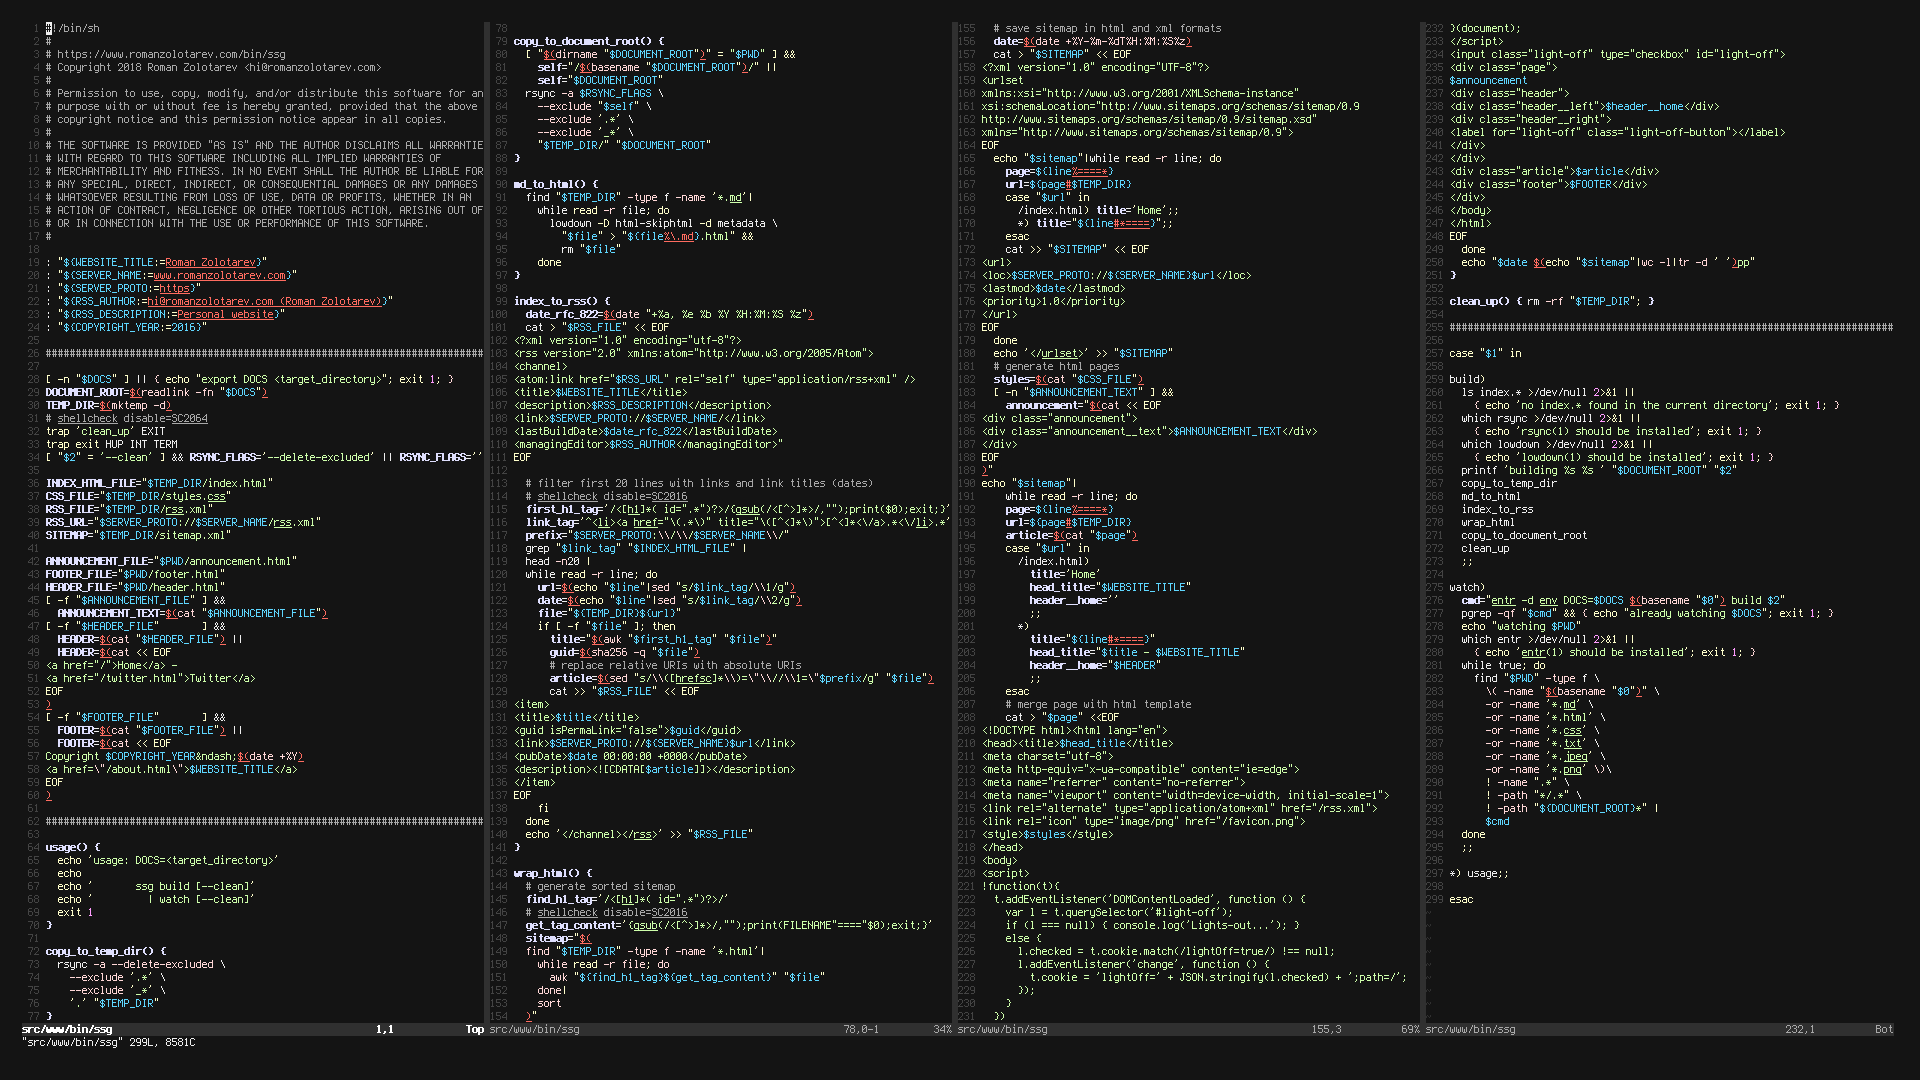 1 #!/bin/sh
2 #
3 # https://www.romanzolotarev.com/bin/ssg
4 # Copyright 2018 Roman Zolotarev <hi@romanzolotarev.com>
5 #
6 # Permission to use, copy, modify, and/or distribute this software for an
7 # purpose with or without fee is hereby granted, provided that the above
8 # copyright notice and this permission notice appear in all copies.
9 #
10 # THE SOFTWARE IS PROVIDED "AS IS" AND THE AUTHOR DISCLAIMS ALL WARRANTIE
11 # WITH REGARD TO THIS SOFTWARE INCLUDING ALL IMPLIED WARRANTIES OF
12 # MERCHANTABILITY AND FITNESS. IN NO EVENT SHALL THE AUTHOR BE LIABLE FOR
13 # ANY SPECIAL, DIRECT, INDIRECT, OR CONSEQUENTIAL DAMAGES OR ANY DAMAGES
14 # WHATSOEVER RESULTING FROM LOSS OF USE, DATA OR PROFITS, WHETHER IN AN
15 # ACTION OF CONTRACT, NEGLIGENCE OR OTHER TORTIOUS ACTION, ARISING OUT OF
16 # OR IN CONNECTION WITH THE USE OR PERFORMANCE OF THIS SOFTWARE.
17 #
18
19 : "${WEBSITE_TITLE:=Roman Zolotarev}"
20 : "${SERVER_NAME:=www.romanzolotarev.com}"
21 : "${SERVER_PROTO:=https}"
22 : "${RSS_AUTHOR:=hi@romanzolotarev.com (Roman Zolotarev)}"
23 : "${RSS_DESCRIPTION:=Personal website}"
24 : "${COPYRIGHT_YEAR:=2016}"
25
26 #########################################################################
27
28 [ -n "$DOCS" ] || { echo "export DOCS <target_directory>"; exit 1; }
29 DOCUMENT_ROOT=$(readlink -fn "$DOCS")
30 TEMP_DIR=$(mktemp -d)
31 # shellcheck disable=SC2064
32 trap 'clean_up' EXIT
33 trap exit HUP INT TERM
34 [ "$2" = '--clean' ] && RSYNC_FLAGS='--delete-excluded' || RSYNC_FLAGS=''
35
36 INDEX_HTML_FILE="$TEMP_DIR/index.html"
37 CSS_FILE="$TEMP_DIR/styles.css"
38 RSS_FILE="$TEMP_DIR/rss.xml"
39 RSS_URL="$SERVER_PROTO://$SERVER_NAME/rss.xml"
40 SITEMAP="$TEMP_DIR/sitemap.xml"
41
42 ANNOUNCEMENT_FILE="$PWD/announcement.html"
43 FOOTER_FILE="$PWD/footer.html"
44 HEADER_FILE="$PWD/header.html"
45 [ -f "$ANNOUNCEMENT_FILE" ] &&
46   ANNOUNCEMENT_TEXT=$(cat "$ANNOUNCEMENT_FILE")
47 [ -f "$HEADER_FILE"       ] &&
48   HEADER=$(cat "$HEADER_FILE") ||
49   HEADER=$(cat << EOF
50 <a href="/">Home</a> -
51 <a href="/twitter.html">Twitter</a>
52 EOF
53 )
54 [ -f "$FOOTER_FILE"       ] &&
55   FOOTER=$(cat "$FOOTER_FILE") ||
56   FOOTER=$(cat << EOF
57 Copyright $COPYRIGHT_YEAR&ndash;$(date +%Y)
58 <a href=\"/about.html\">$WEBSITE_TITLE</a>
59 EOF
60 )
61
62 #########################################################################
63
64 usage() {
65   echo 'usage: DOCS=<target_directory>'
66   echo
67   echo '       ssg build [--clean]'
68   echo '         | watch [--clean]'
69   exit 1
70 }
71
72 copy_to_temp_dir() {
73   rsync -a --delete-excluded \
74     --exclude '.*' \
75     --exclude '_*' \
76     '.' "$TEMP_DIR"
77 }
src/www/bin/ssg 1,1 Top
78
79 copy_to_document_root() {
80   [ "$(dirname "$DOCUMENT_ROOT")" = "$PWD" ] &&
81     self="/$(basename "$DOCUMENT_ROOT")/" ||
82     self="$DOCUMENT_ROOT"
83   rsync -a $RSYNC_FLAGS \
84     --exclude "$self" \
85     --exclude '.*' \
86     --exclude '_*' \
87     "$TEMP_DIR/" "$DOCUMENT_ROOT"
88 }
89
90 md_to_html() {
91   find "$TEMP_DIR" -type f -name '*.md'|
92     while read -r file; do
93       lowdown -D html-skiphtml -d metadata \
94         "$file" > "${file%\.md}.html" &&
95         rm "$file"
96     done
97 }
98
99 index_to_rss() {
100   date_rfc_822=$(date "+%a, %e %b %Y %H:%M:%S %z")
101   cat > "$RSS_FILE" << EOF
102 <?xml version="1.0" encoding="utf-8"?>
103 <rss version="2.0" xmlns:atom="http://www.w3.org/2005/Atom">
104 <channel>
105 <atom:link href="$RSS_URL" rel="self" type="application/rss+xml" />
106 <title>$WEBSITE_TITLE</title>
107 <description>$RSS_DESCRIPTION</description>
108 <link>$SERVER_PROTO://$SERVER_NAME/</link>
109 <lastBuildDate>$date_rfc_822</lastBuildDate>
110 <managingEditor>$RSS_AUTHOR</managingEditor>"
111 EOF
112
113   # filter first 20 lines with links and link titles (dates)
114   # shellcheck disable=SC2016
115   first_h1_tag='/<[h1]*( id=".*")?>/{gsub(/<[^>]*>/,"");print($0);exit;}'
116   link_tag='^<li><a href="\(.*\)" title="\([^<]*\)">[^<]*<\/a>.*<\/li>.*'
117   prefix="$SERVER_PROTO:\\/\\/$SERVER_NAME\\/"
118   grep "$link_tag" "$INDEX_HTML_FILE" |
119   head -n20 |
120   while read -r line; do
121     url=$(echo "$line"|sed "s/$link_tag/\\1/g")
122     date=$(echo "$line"|sed "s/$link_tag/\\2/g")
123     file="${TEMP_DIR}${url}"
124     if [ -f "$file" ]; then
125       title="$(awk "$first_h1_tag" "$file")"
126       guid=$(sha256 -q "$file")
127       # replace relative URIs with absolute URIs
128       article=$(sed "s/\\([hrefsc]*\\)=\"\\//\\1=\"$prefix/g" "$file")
129       cat >> "$RSS_FILE" << EOF
130 <item>
131 <title>$title</title>
132 <guid isPermaLink="false">$guid</guid>
133 <link>$SERVER_PROTO://${SERVER_NAME}$url</link>
134 <pubDate>$date 00:00:00 +0000</pubDate>
135 <description><![CDATA[$article]]></description>
136 </item>
137 EOF
138     fi
139   done
140   echo '</channel></rss>' >> "$RSS_FILE"
141 }
142
143 wrap_html() {
144   # generate sorted sitemap
145   find_h1_tag='/<[h1]*( id=".*")?>/'
146   # shellcheck disable=SC2016
147   get_tag_content='{gsub(/<[^>]*>/,"");print(FILENAME"===="$0);exit;}'
148   sitemap="$(
149   find "$TEMP_DIR" -type f -name '*.html'|
150     while read -r file; do
151       awk "${find_h1_tag}${get_tag_content}" "$file"
152     done|
153     sort
154   )"
src/www/bin/ssg 78,0-1 34%
155   # save sitemap in html and xml formats
156   date=$(date +%Y-%m-%dT%H:%M:%S%z)
157   cat > "$SITEMAP" << EOF
158 <?xml version="1.0" encoding="UTF-8"?>
159 <urlset
160 xmlns:xsi="http://www.w3.org/2001/XMLSchema-instance"
161 xsi:schemaLocation="http://www.sitemaps.org/schemas/sitemap/0.9
162 http://www.sitemaps.org/schemas/sitemap/0.9/sitemap.xsd"
163 xmlns="http://www.sitemaps.org/schemas/sitemap/0.9">
164 EOF
165   echo "$sitemap"|while read -r line; do
166     page=${line%====*}
167     url=${page#$TEMP_DIR}
168     case "$url" in
169       /index.html) title='Home';;
170       *) title="${line#*====}";;
171     esac
172     cat >> "$SITEMAP" << EOF
173 <url>
174 <loc>$SERVER_PROTO://${SERVER_NAME}$url</loc>
175 <lastmod>$date</lastmod>
176 <priority>1.0</priority>
177 </url>
178 EOF
179   done
180   echo '</urlset>' >> "$SITEMAP"
181   # generate html pages
182   styles=$(cat "$CSS_FILE")
183   [ -n "$ANNOUNCEMENT_TEXT" ] &&
184     announcement="$(cat << EOF
185 <div class="announcement">
186 <div class="announcement__text">$ANNOUNCEMENT_TEXT</div>
187 </div>
188 EOF
189 )"
190 echo "$sitemap"|
191     while read -r line; do
192     page=${line%====*}
193     url=${page#$TEMP_DIR}
194     article=$(cat "$page")
195     case "$url" in
196       /index.html)
197         title='Home'
198         head_title="$WEBSITE_TITLE"
199         header__home=''
200         ;;
201       *)
202         title="${line#*====}"
203         head_title="$title - $WEBSITE_TITLE"
204         header__home="$HEADER"
205         ;;
206     esac
207     # merge page with html template
208     cat > "$page" <<EOF
209 <!DOCTYPE html><html lang="en">
210 <head><title>$head_title</title>
211 <meta charset="utf-8">
212 <meta http-equiv="x-ua-compatible" content="ie=edge">
213 <meta name="referrer" content="no-referrer">
214 <meta name="viewport" content="width=device-width, initial-scale=1">
215 <link rel="alternate" type="application/atom+xml" href="/rss.xml">
216 <link rel="icon" type="image/png" href="/favicon.png">
217 <style>$styles</style>
218 </head>
219 <body>
220 <script>
221 !function(t){
222   t.addEventListener('DOMContentLoaded', function () {
223     var l = t.querySelector('#light-off');
224     if (l === null) { console.log('Lights-out...'); }
225     else {
226       l.checked = t.cookie.match(/lightOff=true/) !== null;
227       l.addEventListener('change', function () {
228         t.cookie = 'lightOff=' + JSON.stringify(l.checked) + ';path=/';
229       });
230     }
231   })
src/www/bin/ssg 155,3 69%
232 }(document);
233 </script>
234 <input class="light-off" type="checkbox" id="light-off">
235 <div class="page">
236 $announcement
237 <div class="header">
238 <div class="header__left">$header__home</div>
239 <div class="header__right">
240 <label for="light-off" class="light-off-button"></label>
241 </div>
242 </div>
243 <div class="article">$article</div>
244 <div class="footer">$FOOTER</div>
245 </div>
246 </body>
247 </html>
248 EOF
249   done
250   echo "$date $(echo "$sitemap"|wc -l|tr -d ' ')pp"
251 }
252
253 clean_up() { rm -rf "$TEMP_DIR"; }
254
255 ##########################################################################
256
257 case "$1" in
258
259 build)
260   ls index.* >/dev/null 2>&1 ||
261     { echo 'no index.* found in the current directory'; exit 1; }
262   which rsync >/dev/null 2>&1 ||
263     { echo 'rsync(1) should be installed'; exit 1; }
264   which lowdown >/dev/null 2>&1 ||
265     { echo 'lowdown(1) should be installed'; exit 1; }
266   printf 'building %s %s ' "$DOCUMENT_ROOT" "$2"
267   copy_to_temp_dir
268   md_to_html
269   index_to_rss
270   wrap_html
271   copy_to_document_root
272   clean_up
273   ;;
274
275 watch)
276   cmd="entr -d env DOCS=$DOCS $(basename "$0") build $2"
277   pgrep -qf "$cmd" && { echo "already watching $DOCS"; exit 1; }
278   echo "watching $PWD"
279   which entr >/dev/null 2>&1 ||
280     { echo 'entr(1) should be installed'; exit 1; }
281   while true; do
282     find "$PWD" -type f \
283       \( -name "$(basename "$0")" \
284       -or -name '*.md' \
285       -or -name '*.html' \
286       -or -name '*.css' \
287       -or -name '*.txt' \
288       -or -name '*.jpeg' \
289       -or -name '*.png' \)\
290       ! -name ".*" \
291       ! -path "*/.*" \
292       ! -path "${DOCUMENT_ROOT}*" |
293       $cmd
294   done
295   ;;
296
297 *) usage;;
298
299 esac
src/www/bin/ssg 232,1 Bot
"src/www/bin/ssg" 299L, 8581C